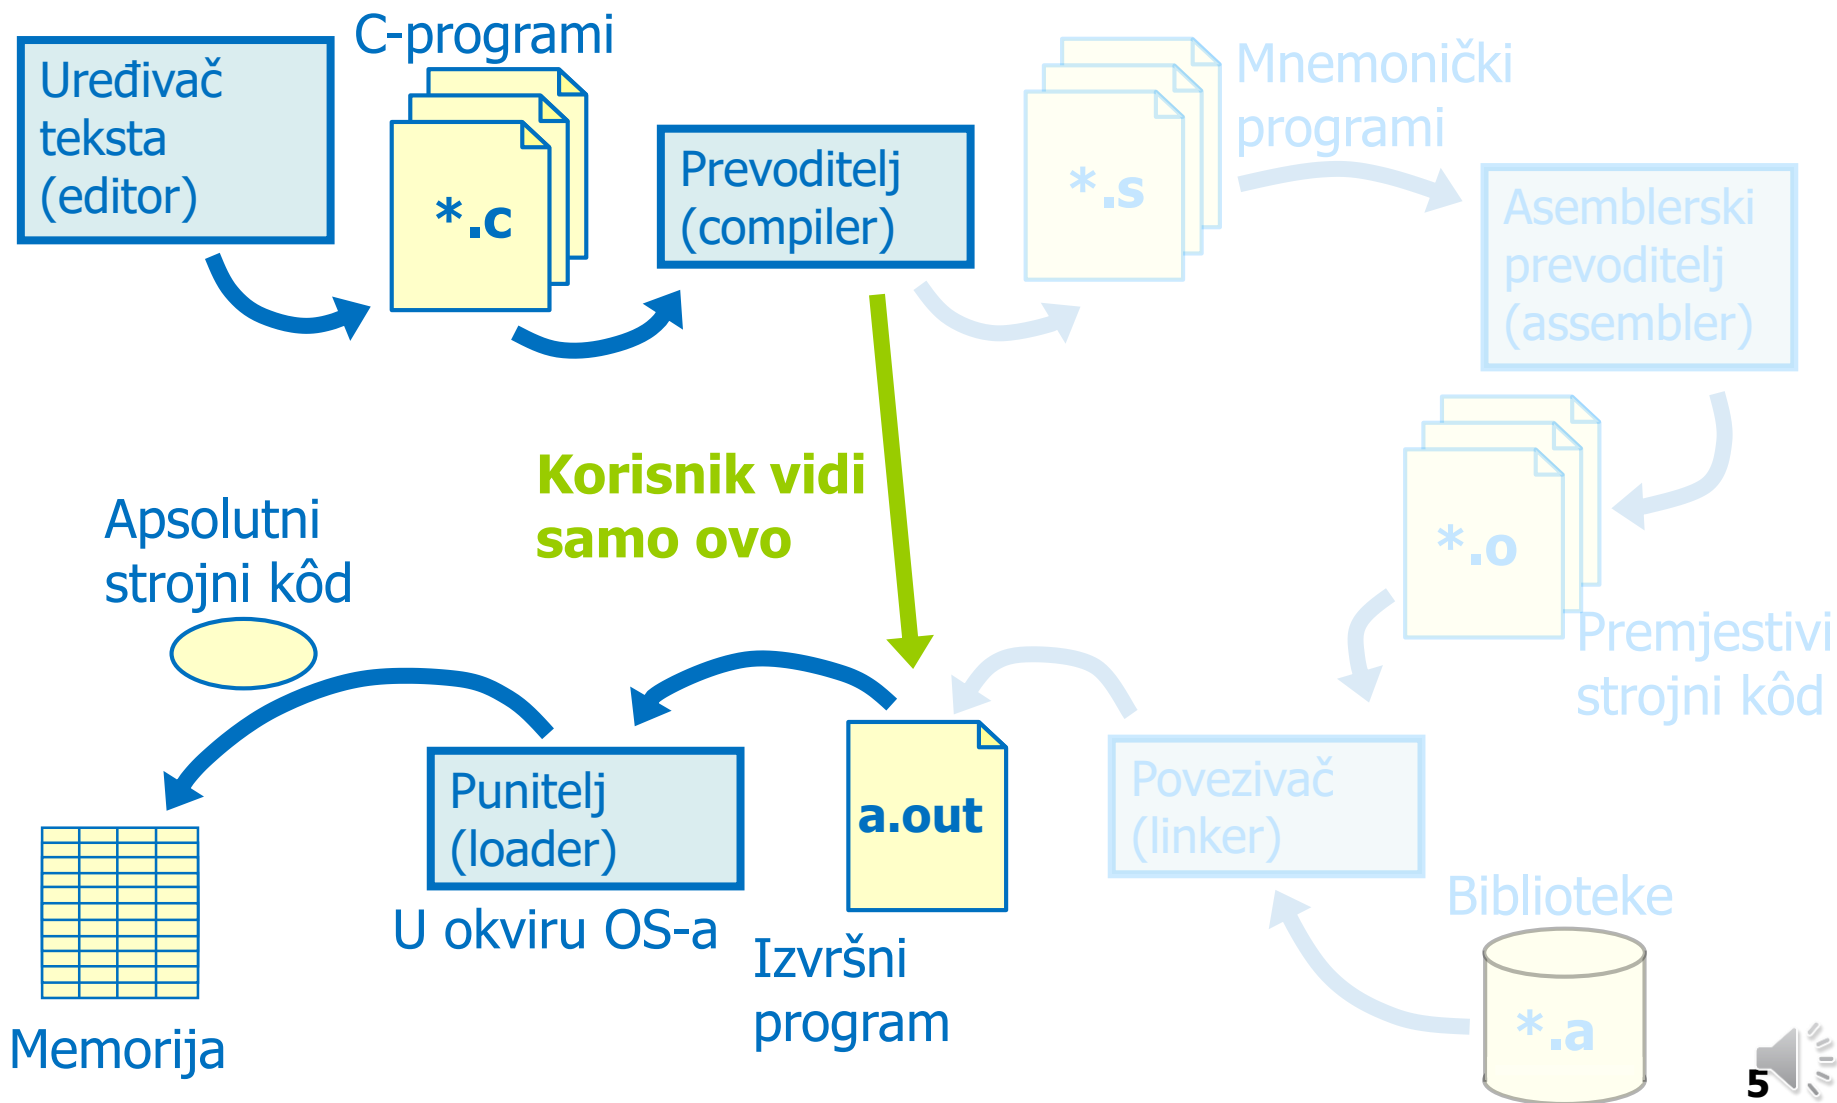 C-programi
Uređivač
teksta
(editor)
*.c
Prevoditelj
(compiler)
*.s
Mnemonički
programi
Asemblerski
prevoditelj
(assembler)
*.o
Premjestivi
strojni kôd
Korisnik vidi
samo ovo
Apsolutni
strojni kôd
Punitelj
(loader)
U okviru OS-a
a.out
Izvršni
program
Povezivač
(linker)
Biblioteke
*.a
Memorija
5